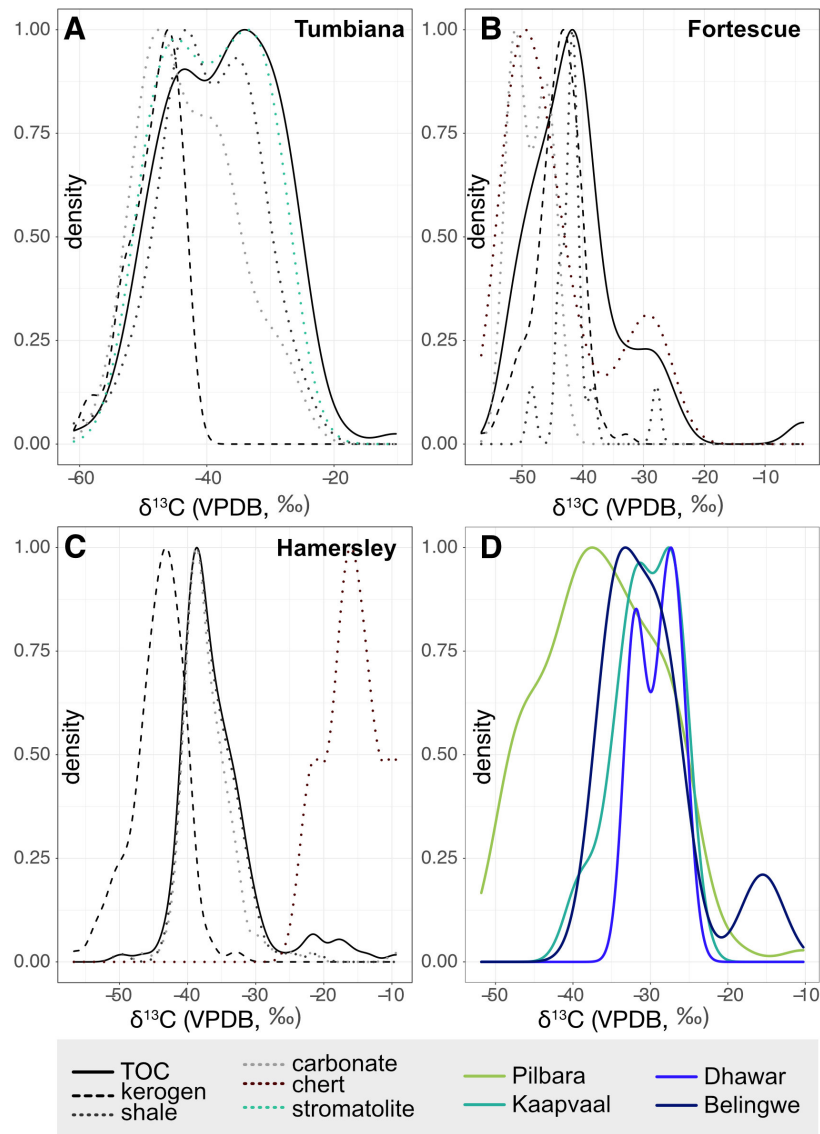 A Tumbiana
1.00
0.75
0.50
0.25
0.00
density
−60 −40 −20
δ¹³C (VPDB, ‰)
B Fortescue
1.00
0.75
0.50
0.25
0.00
density
−50 −40 −30 −20 −10
δ¹³C (VPDB, ‰)
C Hamersley
1.00
0.75
0.50
0.25
0.00
density
−50 −40 −30 −20 −10
δ¹³C (VPDB, ‰)
D
1.00
0.75
0.50
0.25
0.00
density
−50 −40 −30 −20 −10
δ¹³C (VPDB, ‰)
TOC
kerogen
shale
carbonate
chert
stromatolite
Pilbara
Kaapvaal
Dhawar
Belingwe